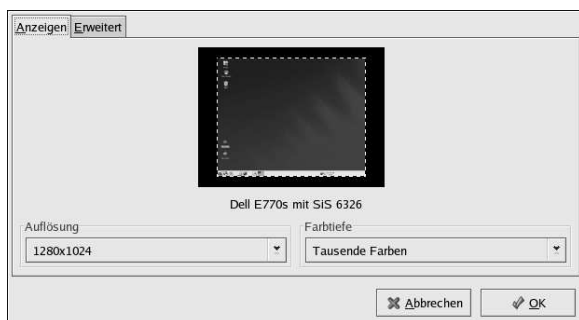 Anzeigen Erweitert
Dell E770s mit SiS 6326
Auflösung Farbtiefe
1280x1024 Tausende Farben
Abbrechen OK